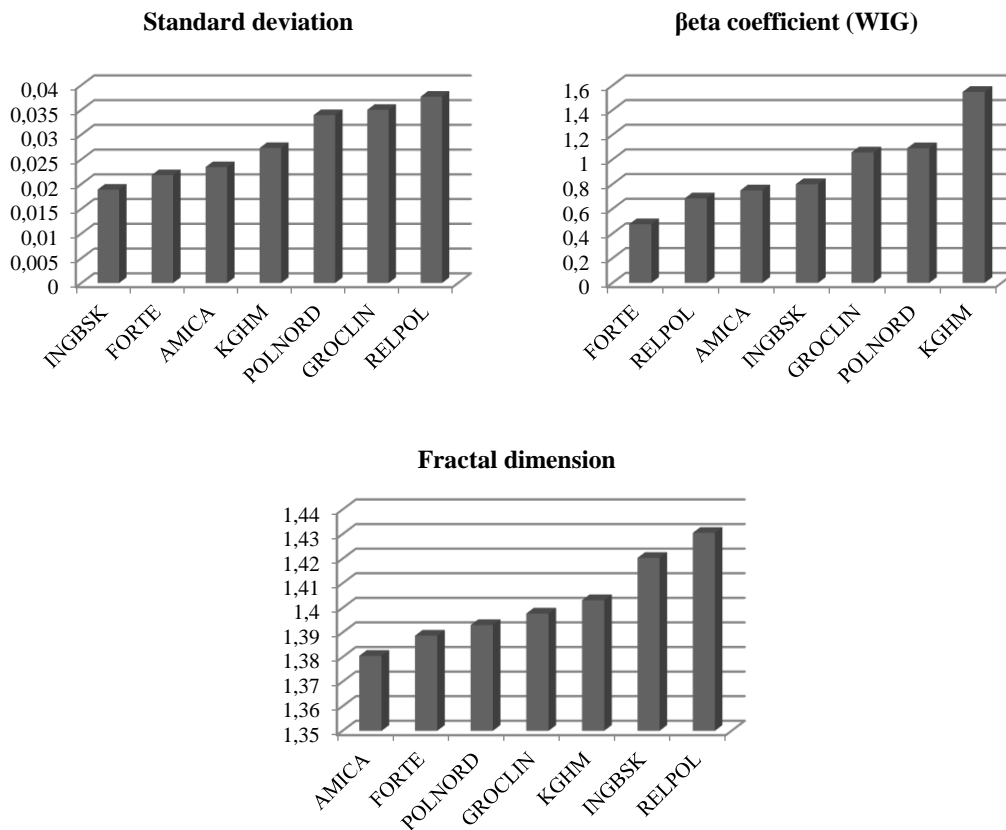 Standard deviation
0,04
0,035
0,03
0,025
0,02
0,015
0,01
0,005
0
INGBSK
FORTE
AMICA
KGHM
POLNORD
GROCLIN
RELPOL
βeta coefficient (WIG)
1,6
1,4
1,2
1
0,8
0,6
0,4
0,2
0
FORTE
RELPOL
AMICA
INGBSK
GROCLIN
POLNORD
KGHM
Fractal dimension
1,44
1,43
1,42
1,41
1,4
1,39
1,38
1,37
1,36
1,35
AMICA
FORTE
POLNORD
GROCLIN
KGHM
INGBSK
RELPOL